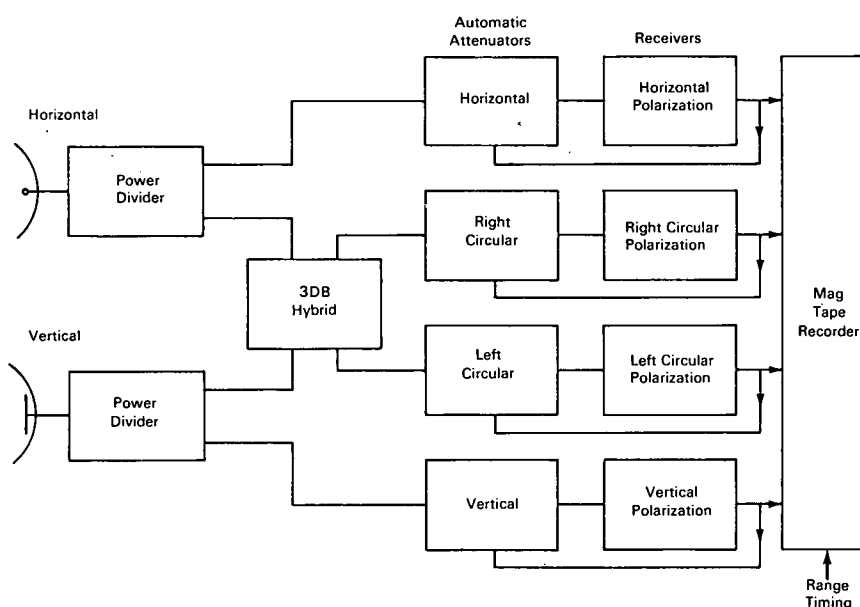 Automatic
Attenuators
Receivers
Horizontal
Horizontal
Polarization
Horizontal
Power
Divider
Right
Circular
Right Circular
Polarization
3DB
Hybrid
Mag
Tape
Recorder
Vertical
Left
Circular
Left Circular
Polarization
Power
Divider
Vertical
Vertical
Polarization
Range
Timing